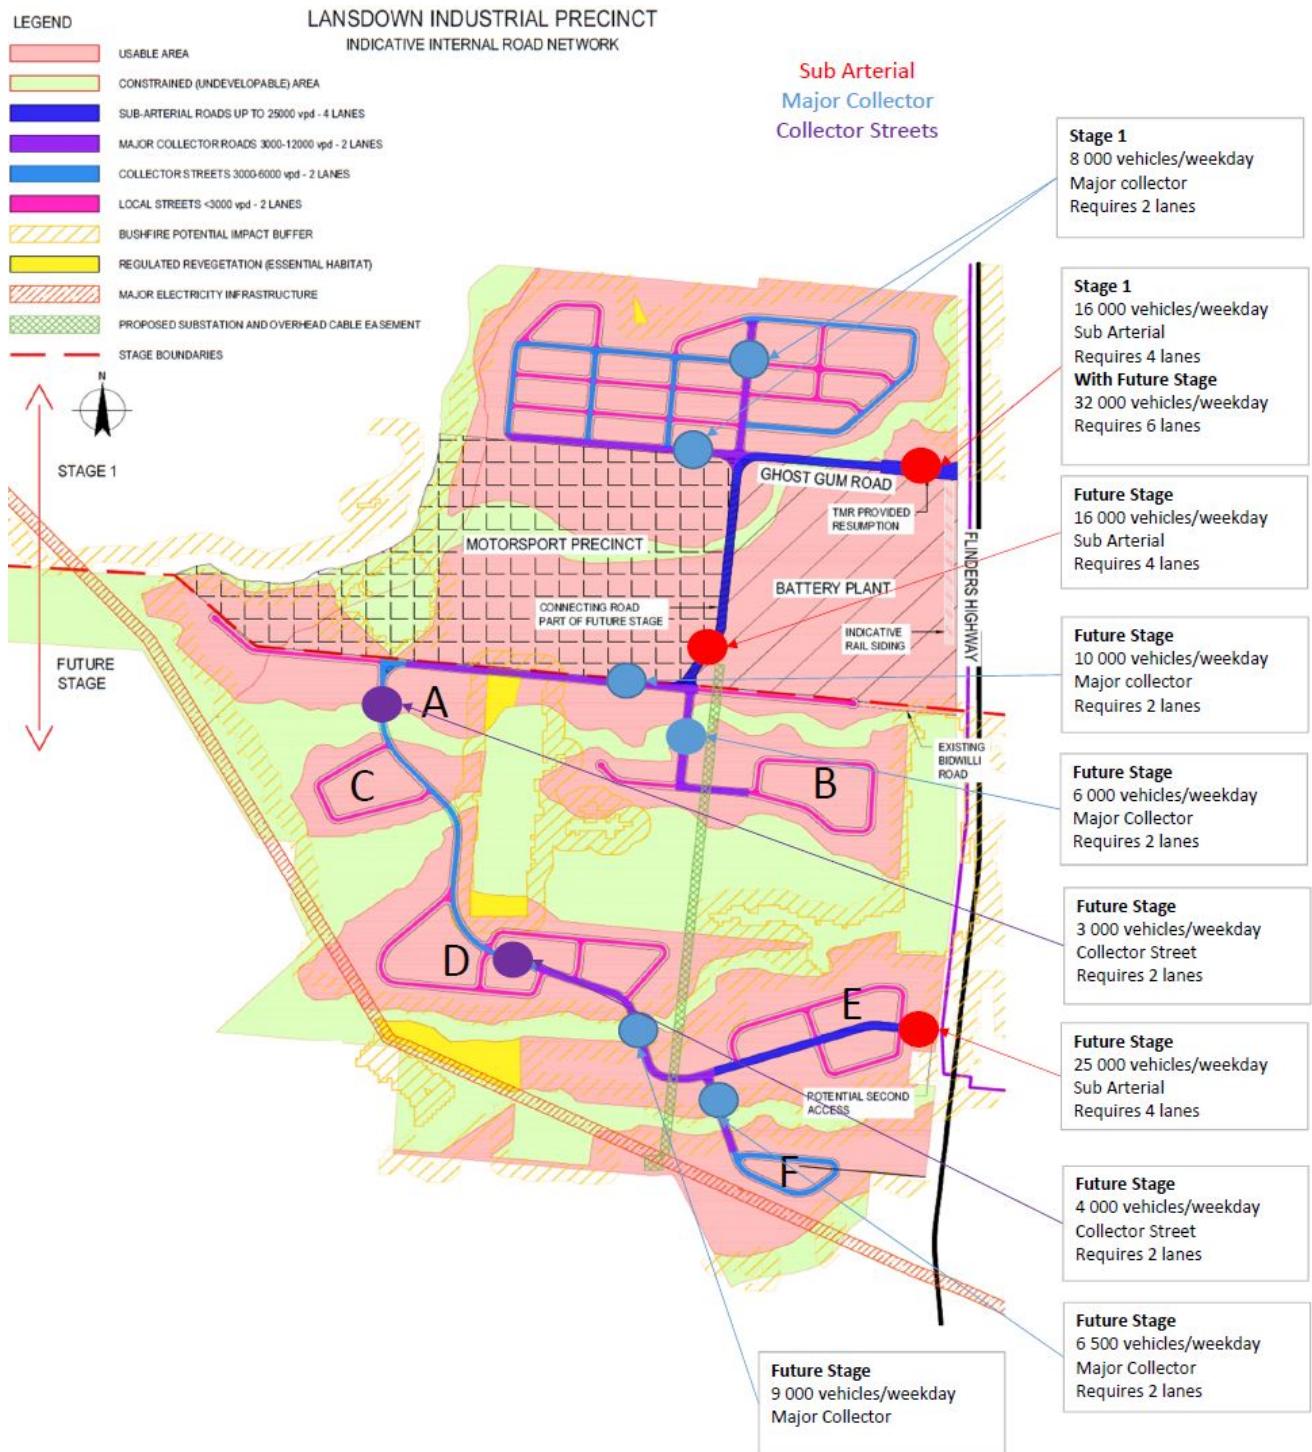 LEGEND
LANSDOWN INDUSTRIAL PRECINCT
INDICATIVE INTERNAL ROAD NETWORK
USABLE AREA
CONSTRAINED (UNDEVELOPABLE) AREA
SUB-ARTERIAL ROADS UP TO 25000 vpd - 4 LANES
MAJOR COLLECTOR ROADS 3000-12000 vpd - 2 LANES
COLLECTOR STREETS 3000-6000 vpd - 2 LANES
LOCAL STREETS <3000 vpd - 2 LANES
BUSHFIRE POTENTIAL IMPACT BUFFER
REGULATED REVEGETATION (ESSENTIAL HABITAT)
MAJOR ELECTRICITY INFRASTRUCTURE
PROPOSED SUBSTATION AND OVERHEAD CABLE EASEMENT
STAGE BOUNDARIES
Sub Arterial
Major Collector
Collector Streets
N
STAGE 1
FUTURE
STAGE
GHOST GUM ROAD
TMR PROVIDED
RESUMPTION
MOTORSPORT PRECINCT
BATTERY PLANT
CONNECTING ROAD
PART OF FUTURE STAGE
INDICATIVE
RAIL SIDING
FLINDERS HIGHWAY
EXISTING
BIDWILLI
ROAD
A
B
C
D
E
F
POTENTIAL SECOND
ACCESS
Stage 1
8 000 vehicles/weekday
Major collector
Requires 2 lanes
Stage 1
16 000 vehicles/weekday
Sub Arterial
Requires 4 lanes
With Future Stage
32 000 vehicles/weekday
Requires 6 lanes
Future Stage
16 000 vehicles/weekday
Sub Arterial
Requires 4 lanes
Future Stage
10 000 vehicles/weekday
Major collector
Requires 2 lanes
Future Stage
6 000 vehicles/weekday
Major Collector
Requires 2 lanes
Future Stage
3 000 vehicles/weekday
Collector Street
Requires 2 lanes
Future Stage
25 000 vehicles/weekday
Sub Arterial
Requires 4 lanes
Future Stage
4 000 vehicles/weekday
Collector Street
Requires 2 lanes
Future Stage
6 500 vehicles/weekday
Major Collector
Requires 2 lanes
Future Stage
9 000 vehicles/weekday
Major Collector